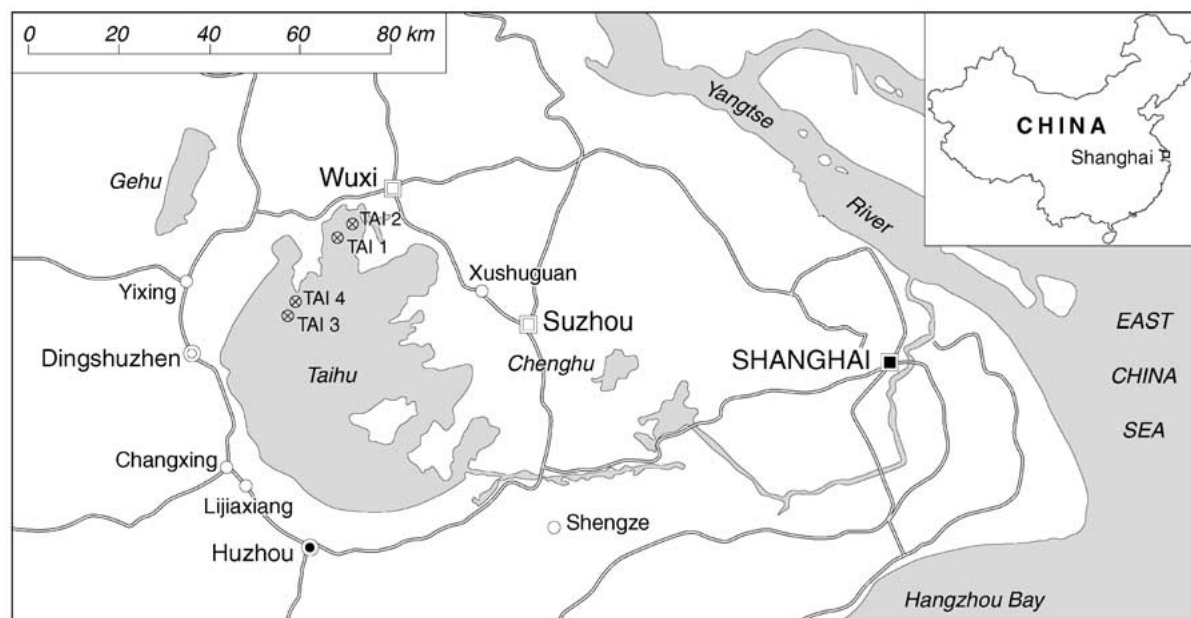 0 20 40 60 80 km
Yangtse
River
CHINA
Shanghai
Gehu
Wuxi
TAI 2
TAI 1
Yixing
TAI 4
TAI 3
Xushuguan
Suzhou
Dingshuzhen
Taihu
Chenghu
SHANGHAI
EAST
CHINA
SEA
Changxing
Lijiaxiang
Huzhou
Shengze
Hangzhou Bay